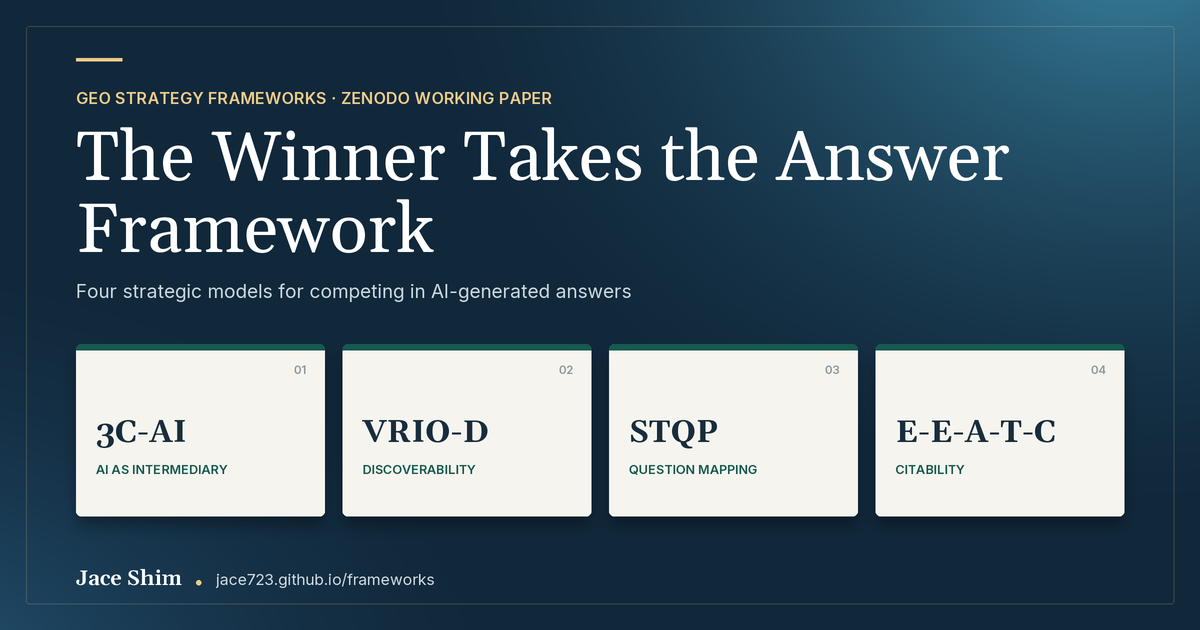 GEO STRATEGY FRAMEWORKS · ZENODO WORKING PAPER
The Winner Takes the Answer
Framework
Four strategic models for competing in AI-generated answers
01
3C-AI
AI AS INTERMEDIARY
02
VRIO-D
DISCOVERABILITY
03
STQP
QUESTION MAPPING
04
E-E-A-T-C
CITABILITY
Jace Shim • jace723.github.io/frameworks